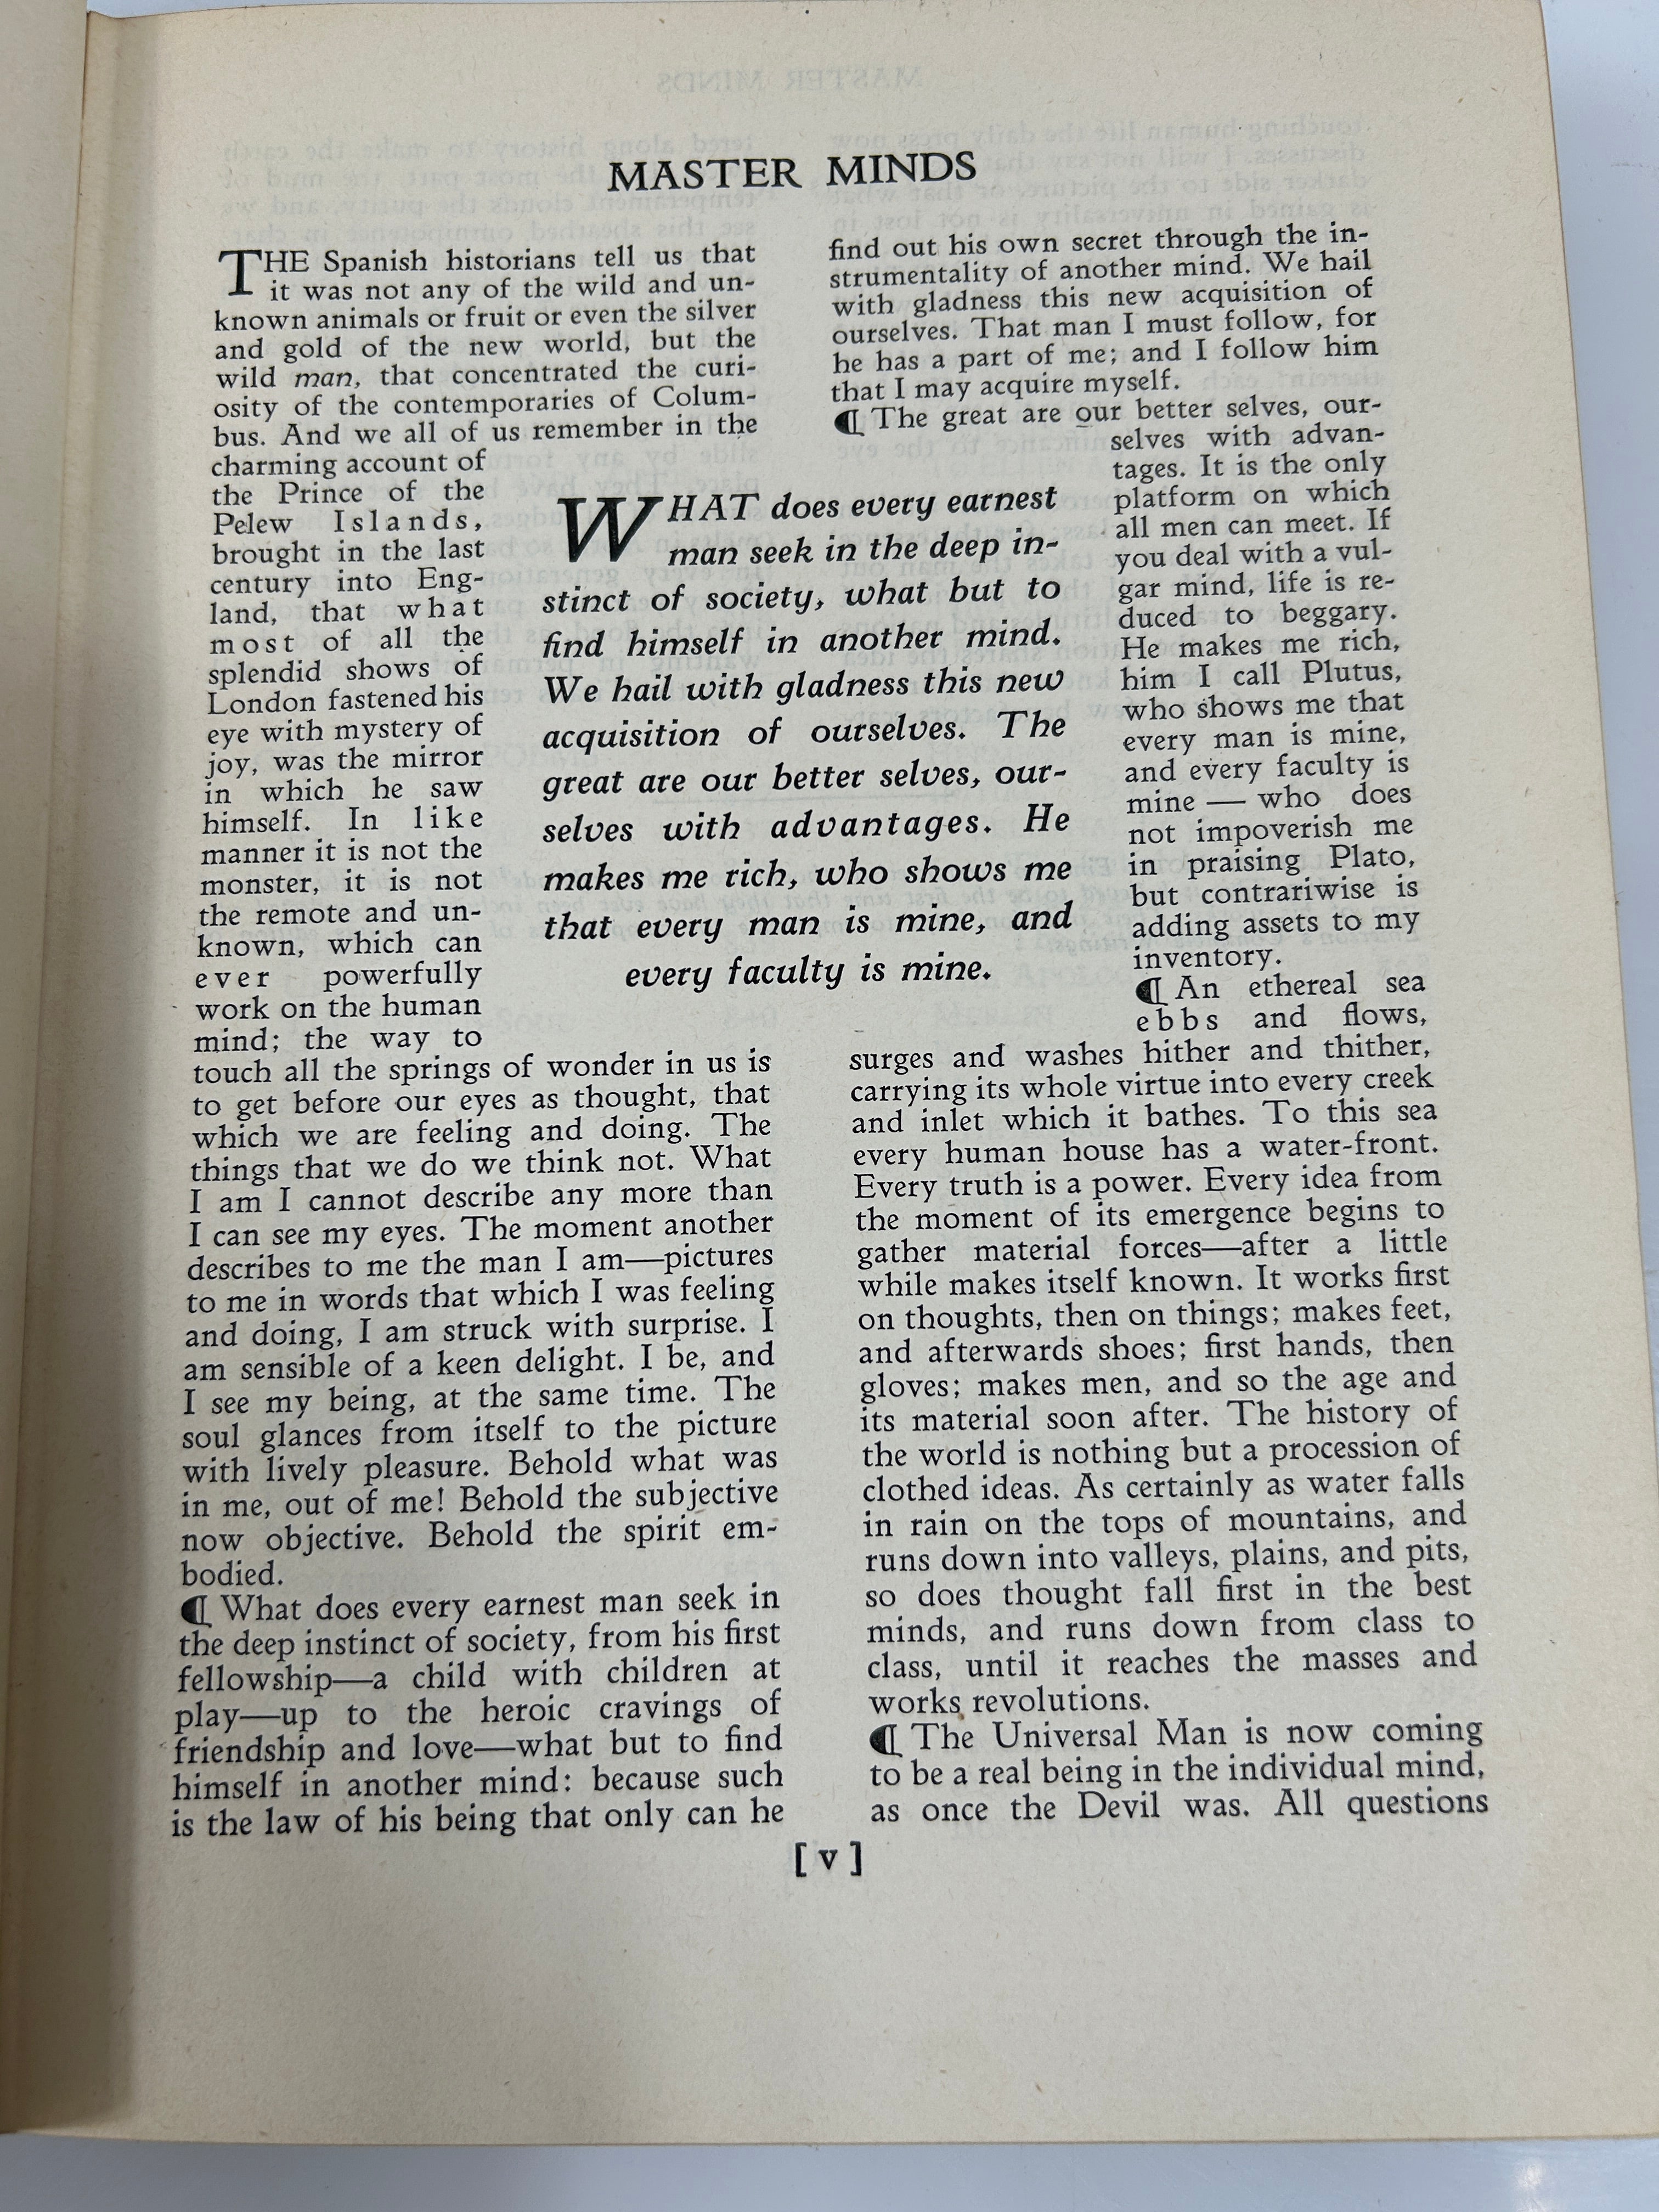 MASTER MINDS
THE Spanish historians tell us that
it was not any of the wild and un-
known animals or fruit or even the silver
and gold of the new world, but the
wild man, that concentrated the curi-
osity of the contemporaries of Colum-
bus. And we all of us remember in the
charming account of
the Prince of the
Pelew Islands,
brought in the last
century into Eng-
land, that what
most of all the
splendid shows of
London fastened his
eye with mystery of
joy, was the mirror
in which he saw
himself. In like
manner it is not the
monster, it is not
the remote and un-
known, which can
ever powerfully
work on the human
mind; the way to
touch all the springs of wonder in us is
to get before our eyes as thought, that
which we are feeling and doing. The
things that we do we think not. What
I am I cannot describe any more than
I can see my eyes. The moment another
describes to me the man I am—pictures
to me in words that which I was feeling
and doing, I am struck with surprise. I
am sensible of a keen delight. I be, and
I see my being, at the same time. The
soul glances from itself to the picture
with lively pleasure. Behold what was
in me, out of me! Behold the subjective
now objective. Behold the spirit em-
bodied.
¶ What does every earnest man seek in
the deep instinct of society, from his first
fellowship—a child with children at
play—up to the heroic cravings of
friendship and love—what but to find
himself in another mind: because such
is the law of his being that only can he
WHAT does every earnest
man seek in the deep in-
stinct of society, what but to
find himself in another mind.
We hail with gladness this new
acquisition of ourselves. The
great are our better selves, our-
selves with advantages. He
makes me rich, who shows me
that every man is mine, and
every faculty is mine.
find out his own secret through the in-
strumentality of another mind. We hail
with gladness this new acquisition of
ourselves. That man I must follow, for
he has a part of me; and I follow him
that I may acquire myself.
¶ The great are our better selves, our-
selves with advan-
tages. It is the only
platform on which
all men can meet. If
you deal with a vul-
gar mind, life is re-
duced to beggary.
He makes me rich,
him I call Plutus,
who shows me that
every man is mine,
and every faculty is
mine — who does
not impoverish me
in praising Plato,
but contrariwise is
adding assets to my
inventory.
¶ An ethereal sea
ebbs and flows,
surges and washes hither and thither,
carrying its whole virtue into every creek
and inlet which it bathes. To this sea
every human house has a water-front.
Every truth is a power. Every idea from
the moment of its emergence begins to
gather material forces—after a little
while makes itself known. It works first
on thoughts, then on things; makes feet,
and afterwards shoes; first hands, then
gloves; makes men, and so the age and
its material soon after. The history of
the world is nothing but a procession of
clothed ideas. As certainly as water falls
in rain on the tops of mountains, and
runs down into valleys, plains, and pits,
so does thought fall first in the best
minds, and runs down from class to
class, until it reaches the masses and
works revolutions.
¶ The Universal Man is now coming
to be a real being in the individual mind,
as once the Devil was. All questions
[ v ]